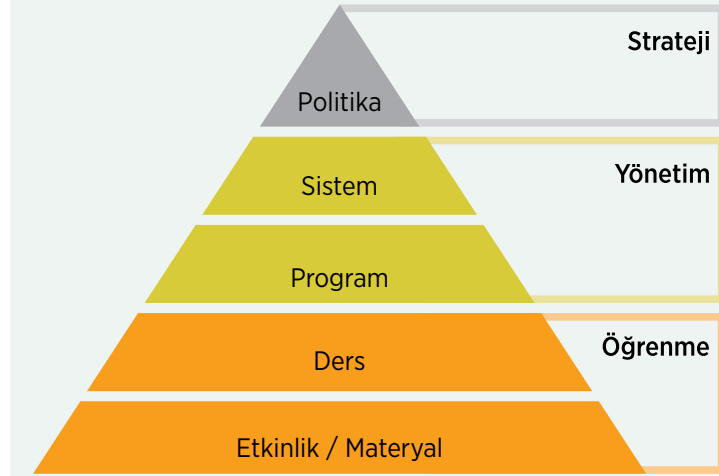 Strateji
Politika
Yönetim
Sistem
Program
Öğrenme
Ders
Etkinlik / Materyal